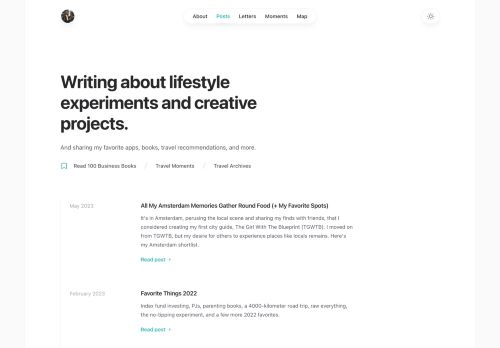 About Posts Letters Moments Map
Writing about lifestyle
experiments and creative
projects.
And sharing my favorite apps, books, travel recommendations, and more.
Read 100 Business Books / Travel Moments / Travel Archives
May 2023
All My Amsterdam Memories Gather Round Food (+ My Favorite Spots)
It's in Amsterdam, perusing the local scene and sharing my finds with friends, that I
considered creating my first city guide, The Girl With The Blueprint (TGWTB). I moved on
from TGWTB, but my desire for others to experience places like locals remains. Here's
my Amsterdam shortlist.
Read post
February 2023
Favorite Things 2022
Index fund investing, PJs, parenting books, a 4000-kilometer road trip, raw everything,
the no-tipping experiment, and a few more 2022 favorites.
Read post